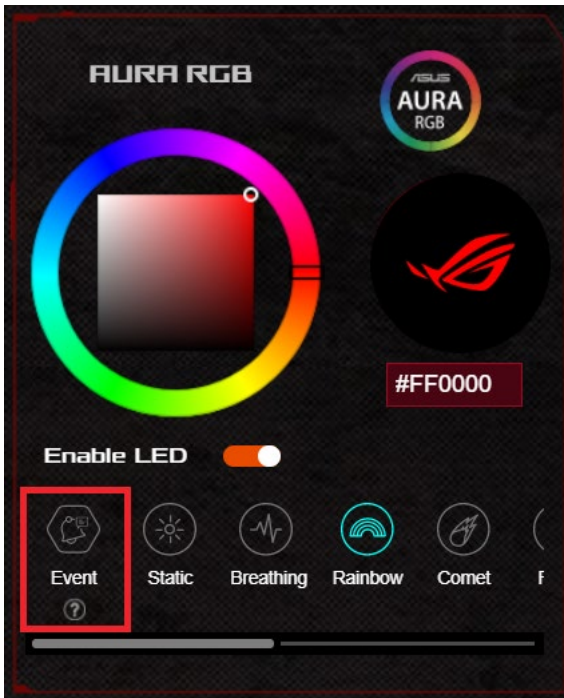 AURA RGB
ASUS
AURA
RGB
#FF0000
Enable LED
Event
Static
Breathing
Rainbow
Comet
?